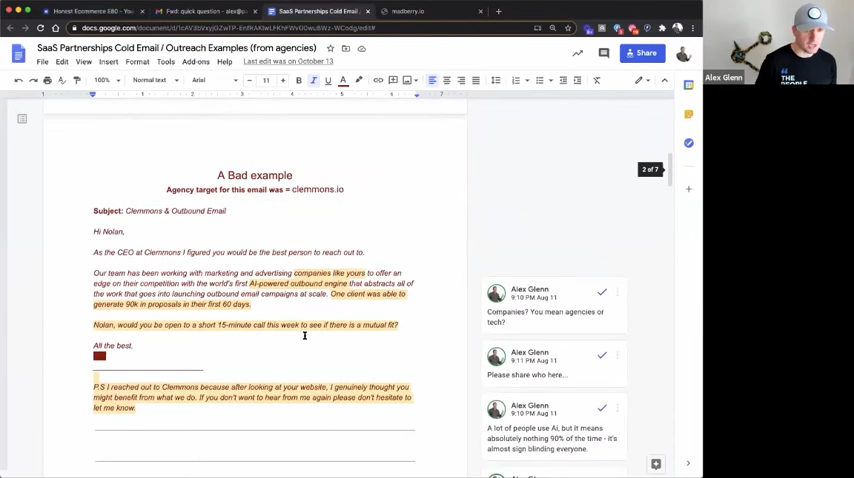 Honest Ecommerce E80 - You
Fwd: quick question - alex@p
SaaS Partnerships Cold Email /
madberry.io
SaaS Partnerships Cold Email / Outreach Examples (from agencies)
File Edit View Insert Format Tools Add-ons Help Last edit was on October 13
Share
100% Normal text Arial 11 B I U A
1 2 3 4 5 6 7
Alex Glenn
THE
PEOPLE
2 of 7
A Bad example
Agency target for this email was = clemmons.io
Subject: Clemmons & Outbound Email
Hi Nolan,
As the CEO at Clemmons I figured you would be the best person to reach out to.
Our team has been working with marketing and advertising companies like yours to offer an
edge on their competition with the world's first AI-powered outbound engine that abstracts all of
the work that goes into launching outbound email campaigns at scale. One client was able to
generate 90k in proposals in their first 60 days.
Nolan, would you be open to a short 15-minute call this week to see if there is a mutual fit?
All the best,
P.S I reached out to Clemmons because after looking at your website, I genuinely thought you
might benefit from what we do. If you don't want to hear from me again please don't hesitate to
let me know.
Alex Glenn
9:10 PM Aug 11
Companies? You mean agencies or
tech?
Alex Glenn
9:11 PM Aug 11
Please share who here...
Alex Glenn
9:10 PM Aug 11
A lot of people use Ai, but it means
absolutely nothing 90% of the time - it's
almost sign blinding everyone.
Alex Glenn